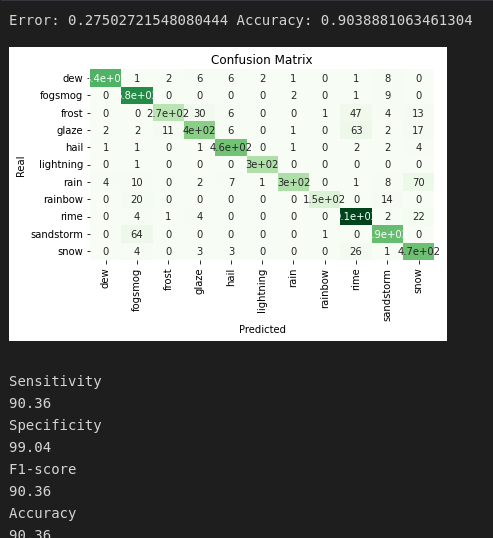 Error: 0.27502721548080444 Accuracy: 0.9038881063461304
Confusion Matrix
dew .4e+0 1 2 6 6 2 1 0 1 8 0
fogsmog 0 .8e+0 0 0 0 0 2 0 1 9 0
frost 0 0 2.7e+02 30 6 0 0 1 47 4 13
glaze 2 2 11 4e+02 6 0 1 0 63 2 17
hail 1 1 0 1 4.6e+02 0 1 0 2 2 4
lightning 0 1 0 0 0 3e+02 0 0 0 0 0
rain 4 10 0 2 7 1 3e+02 0 1 8 70
rainbow 0 20 0 0 0 0 0 1.5e+02 0 14 0
rime 0 4 1 4 0 0 0 0 .1e+0 2 22
sandstorm 0 64 0 0 0 0 0 1 0 .9e+0 0
snow 0 4 0 3 3 0 0 0 26 1 4.7e+02
Real
dew fogsmog frost glaze hail lightning rain rainbow rime sandstorm snow
Predicted
Sensitivity
90.36
Specificity
99.04
F1-score
90.36
Accuracy
90.36